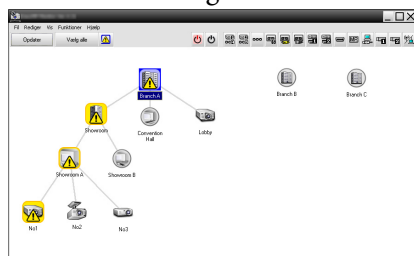 Fil Rediger Vis Funktioner Hjælp
Opdater Vælg alle
Branch A
Branch B
Branch C
Showroom
Convention
Hall
Lobby
Showroom A
Showroom B
No1
No2
No3